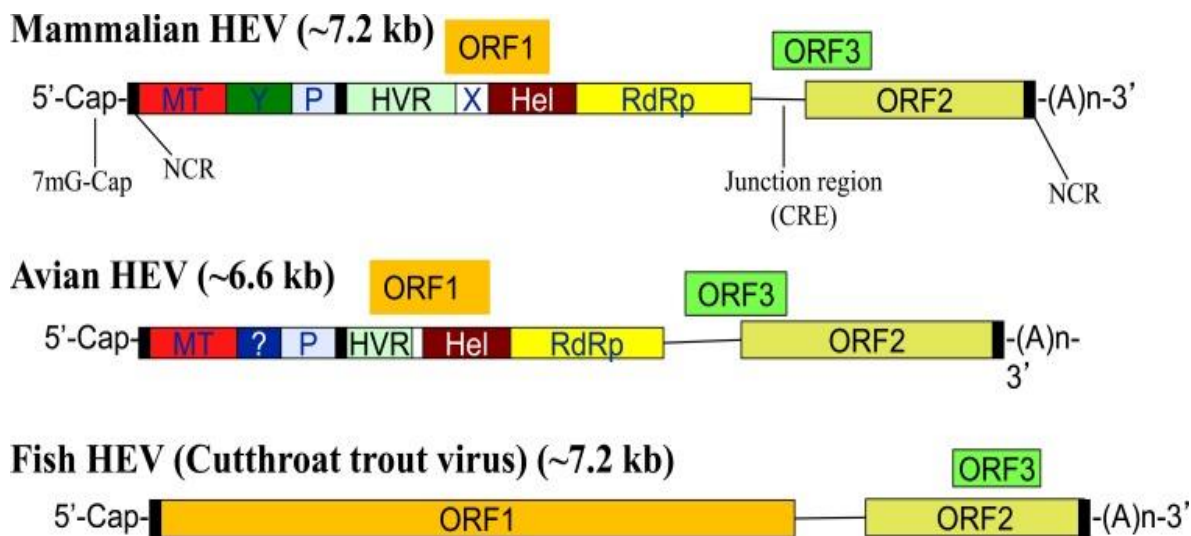 Mammalian HEV (~7.2 kb)
ORF1
ORF3
5'-Cap- MT Y P HVR X Hel RdRp ORF2 -(A)n-3'
7mG-Cap
NCR
Junction region
(CRE)
NCR
Avian HEV (~6.6 kb)
ORF1
ORF3
5'-Cap- MT ? P HVR Hel RdRp ORF2 -(A)n-
3'
Fish HEV (Cutthroat trout virus) (~7.2 kb)
ORF3
5'-Cap- ORF1 ORF2 -(A)n-3'